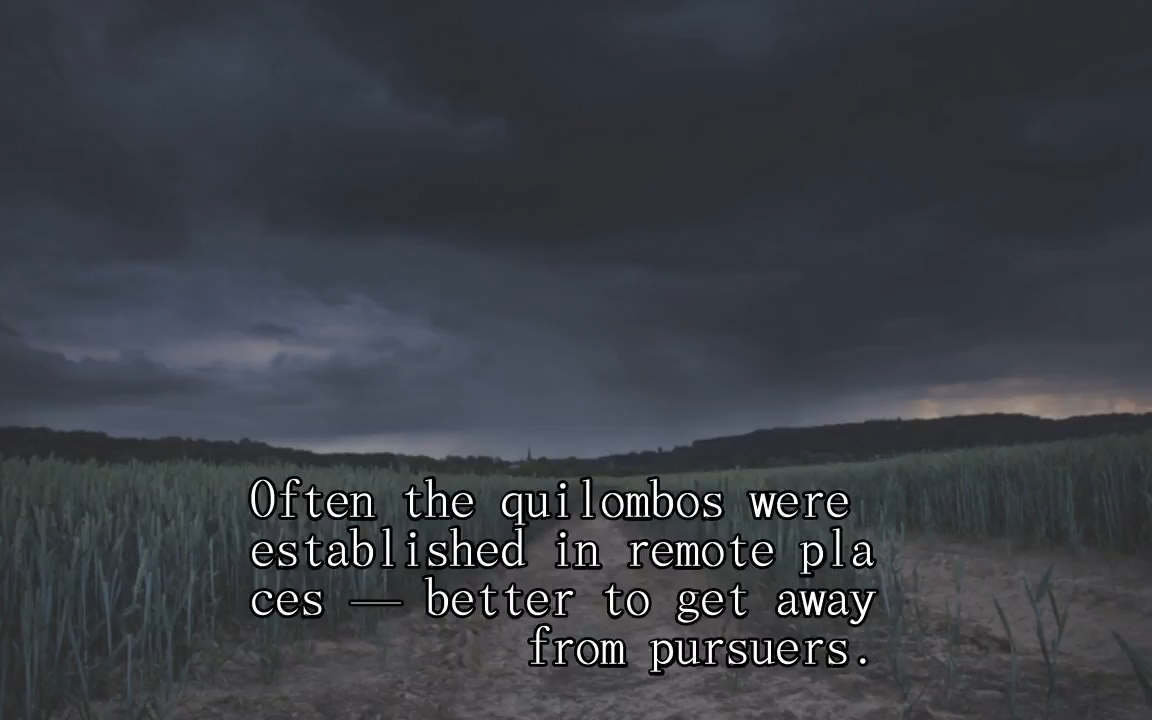 Often the quilombos were
established in remote pla
ces — better to get away
from pursuers.